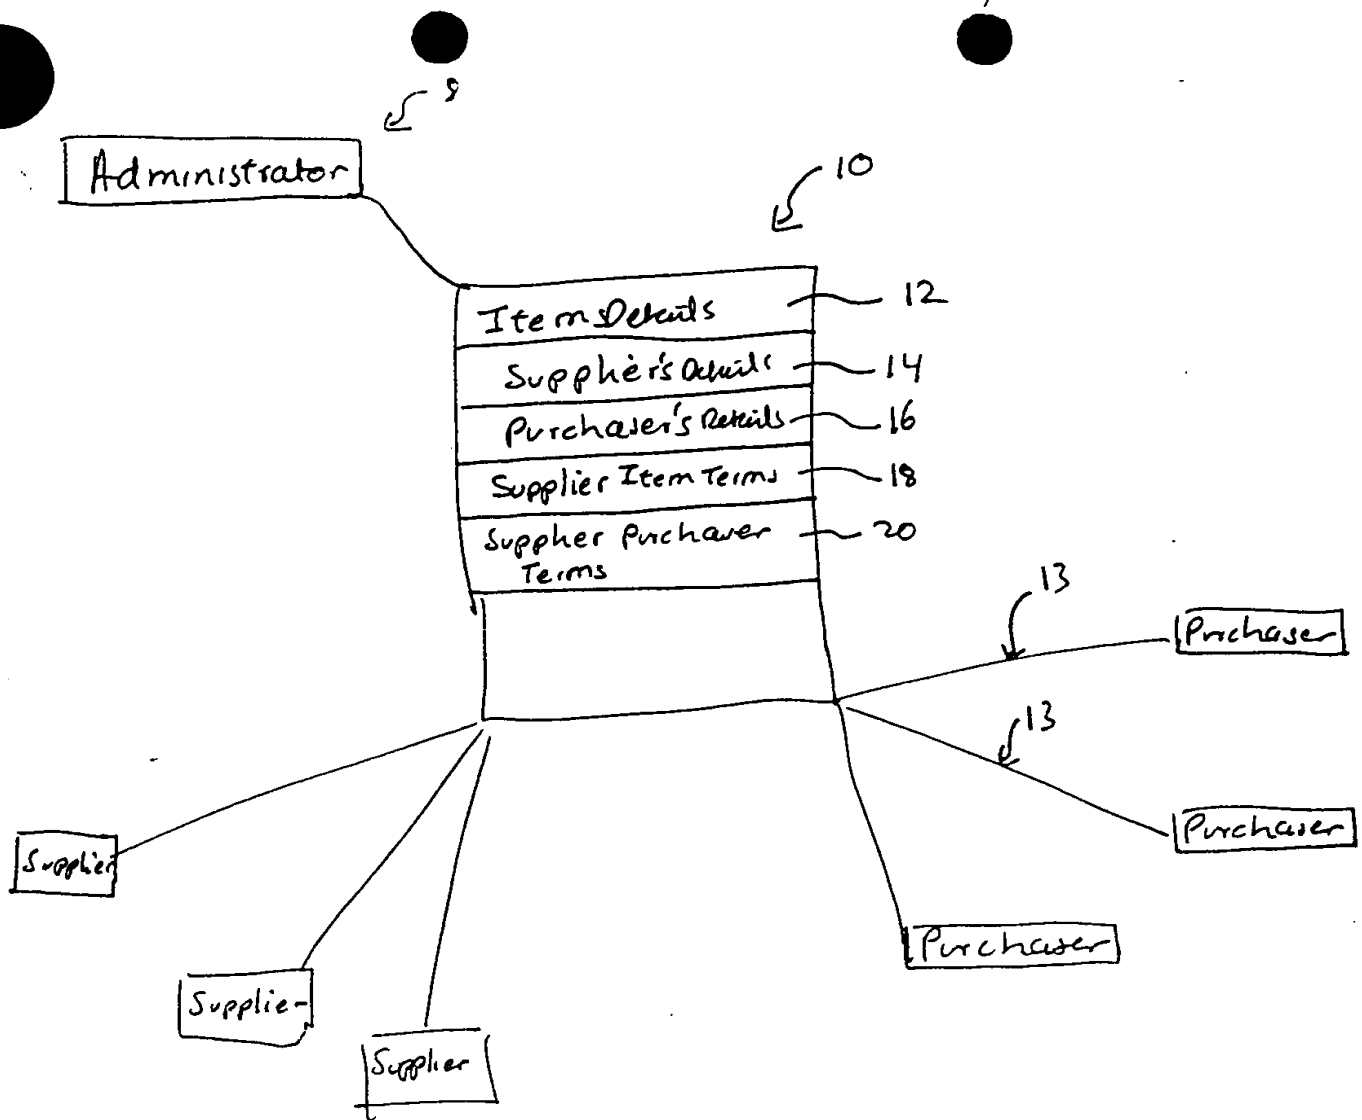 8
Administrator
10
Item Details 12
Supplier's Details 14
Purchaser's Details 16
Supplier Item Terms 18
Supplier Purchaser 20
Terms
13
Purchaser
13
Purchaser
Supplier
Purchaser
Supplier
Supplier